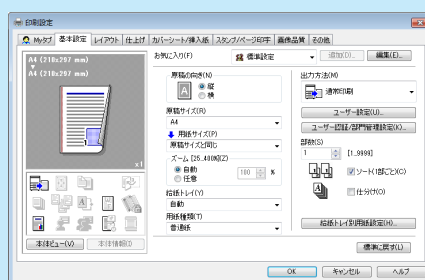 印刷設定
Myタブ 基本設定 レイアウト 仕上げ カバーシート/挿入紙 スタンプ/ページ印字 画像品質 その他
A4 (210x297 mm)
A4 (210x297 mm)
x1
本体ビュー(V) 本体情報(I)
お気に入り(F) 標準設定 追加(D)... 編集(E)...
原稿の向き(N)
縦
横
原稿サイズ(R)
A4
用紙サイズ(P)
原稿サイズと同じ
ズーム [25..400%](Z)
自動
任意
100 %
給紙トレイ(Y)
自動
用紙種類(T)
普通紙
出力方法(M)
通常印刷
ユーザー設定(U)...
ユーザー認証/部門管理設定(K)...
部数(S)
1 [1..9999]
ソート(1部ごと)(C)
仕分け(O)
給紙トレイ別用紙設定(H)...
標準に戻す(L)
OK キャンセル ヘルプ